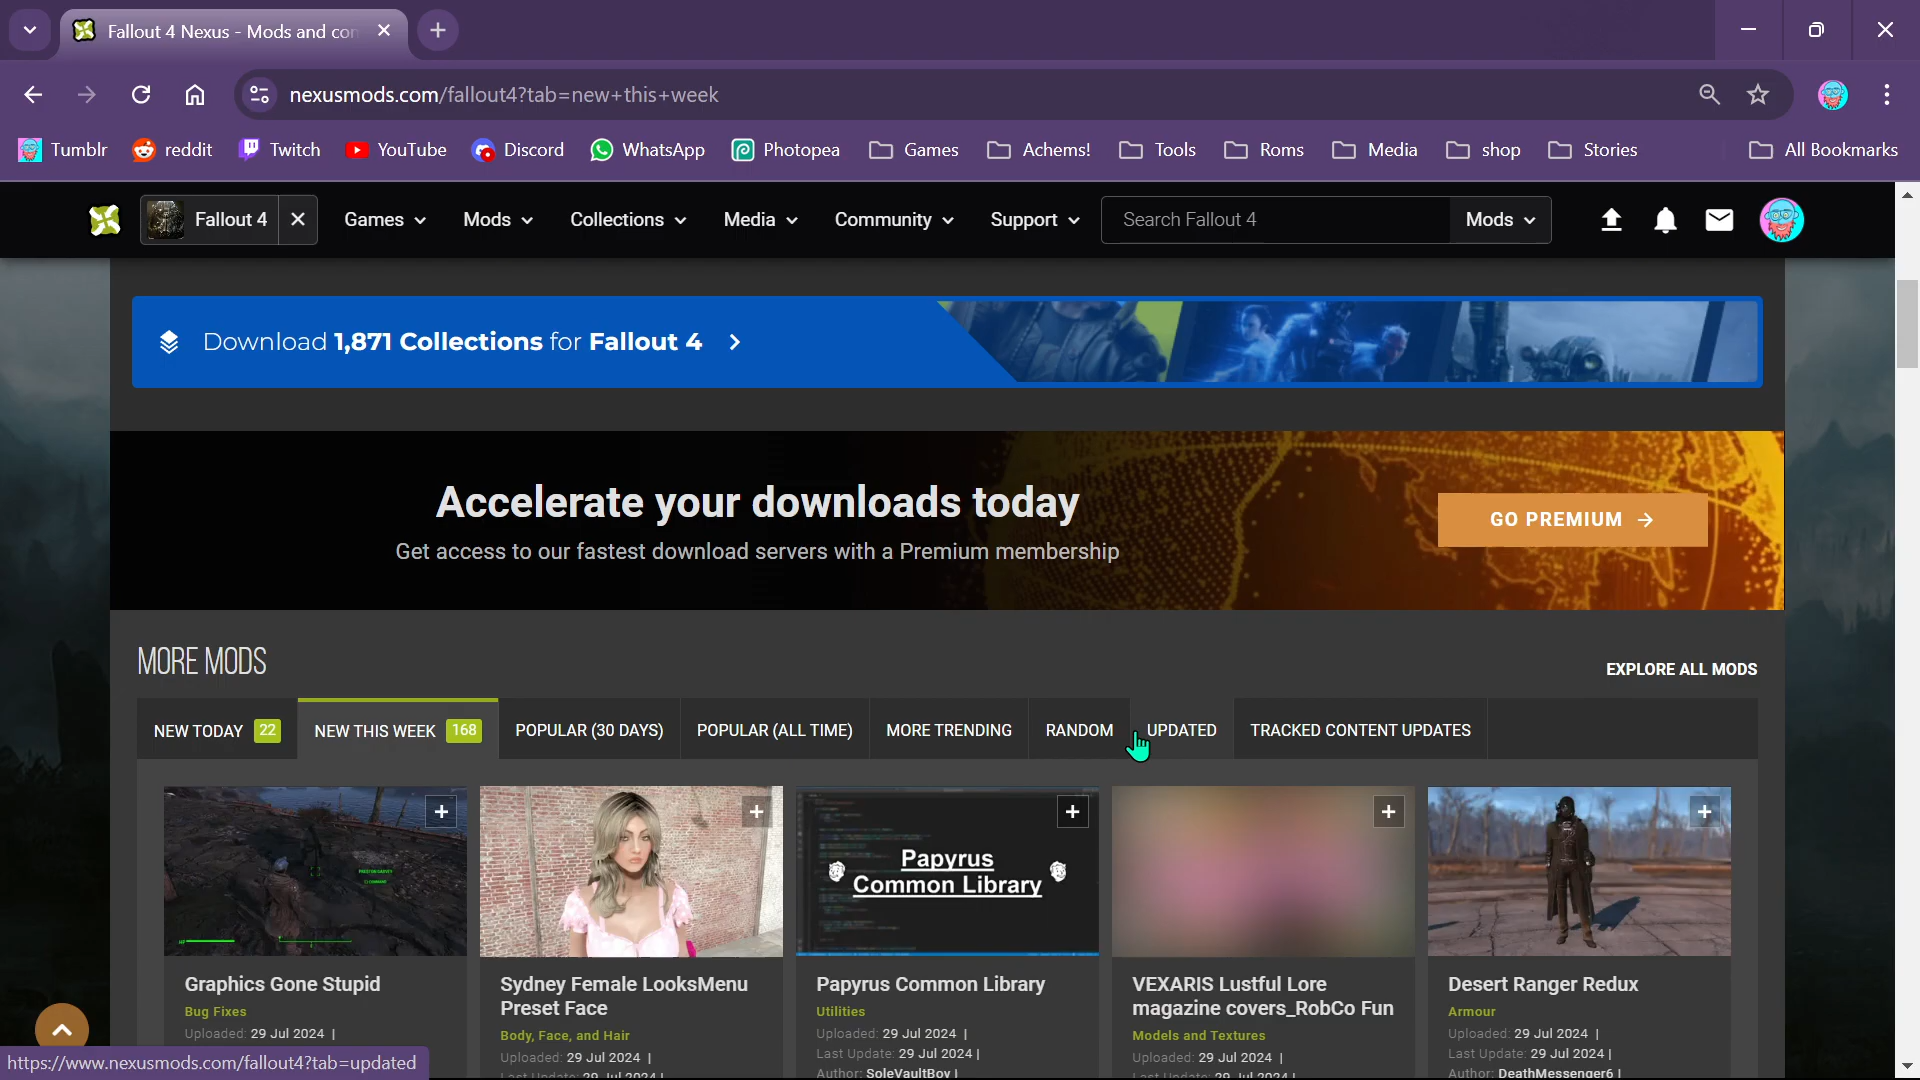 Fallout 4 Nexus - Mods and con
nexusmods.com/fallout4?tab=new+this+week
Tumblr reddit Twitch YouTube Discord WhatsApp Photopea Games Achems! Tools Roms Media shop Stories All Bookmarks
Fallout 4 Games Mods Collections Media Community Support Search Fallout 4 Mods
Download 1,871 Collections for Fallout 4
Accelerate your downloads today
GO PREMIUM
Get access to our fastest download servers with a Premium membership
MORE MODS
EXPLORE ALL MODS
NEW TODAY 22 NEW THIS WEEK 168 POPULAR (30 DAYS) POPULAR (ALL TIME) MORE TRENDING RANDOM UPDATED TRACKED CONTENT UPDATES
Papyrus
Common Library
Graphics Gone Stupid
Bug Fixes
Uploaded: 29 Jul 2024 |
Sydney Female LooksMenu
Preset Face
Body, Face, and Hair
Uploaded: 29 Jul 2024 |
Last Update: 29 Jul 2024 |
Papyrus Common Library
Utilities
Uploaded: 29 Jul 2024 |
Last Update: 29 Jul 2024 |
Author: SoleVaultBoy |
VEXARIS Lustful Lore
magazine covers_RobCo Fun
Models and Textures
Uploaded: 29 Jul 2024 |
Last Update: 29 Jul 2024 |
Desert Ranger Redux
Armour
Uploaded: 29 Jul 2024 |
Last Update: 29 Jul 2024 |
Author: DeathMessenger6 |
https://www.nexusmods.com/fallout4?tab=updated